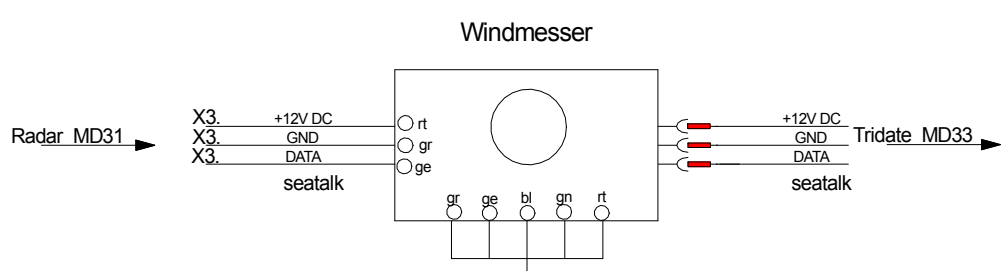 Windmesser
X3. +12V DC rt +12V DC
Radar MD31 X3. GND gr GND Tridate MD33
X3. DATA ge DATA
seatalk seatalk
gr ge bl gn rt